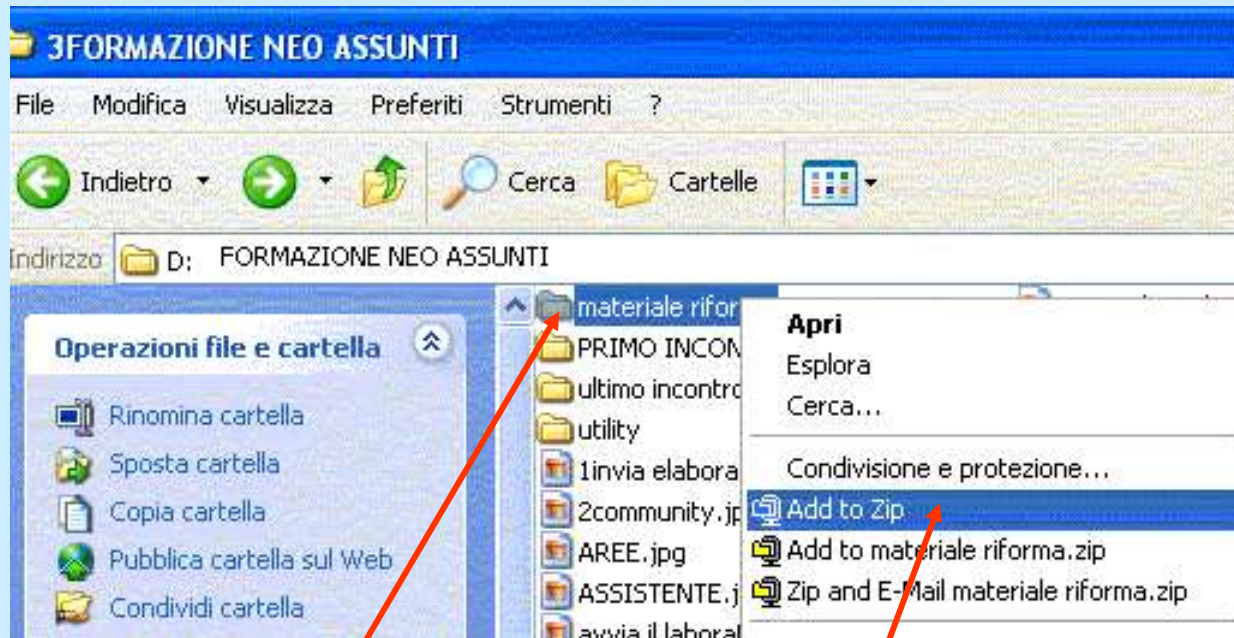 3FORMAZIONE NEO ASSUNTI
File Modifica Visualizza Preferiti Strumenti ?
Indietro Cerca Cartelle
Indirizzo D: FORMAZIONE NEO ASSUNTI
Operazioni file e cartella
Rinomina cartella
Sposta cartella
Copia cartella
Pubblica cartella sul Web
Condividi cartella
materiale rifor
PRIMO INCON
ultimo incontro
utility
1invia elabora
2community.jp
AREE.jpg
ASSISTENTE.j
avvia il laborat
Apri
Esplora
Cerca...
Condivisione e protezione...
Add to Zip
Add to materiale riforma.zip
Zip and E-Mail materiale riforma.zip